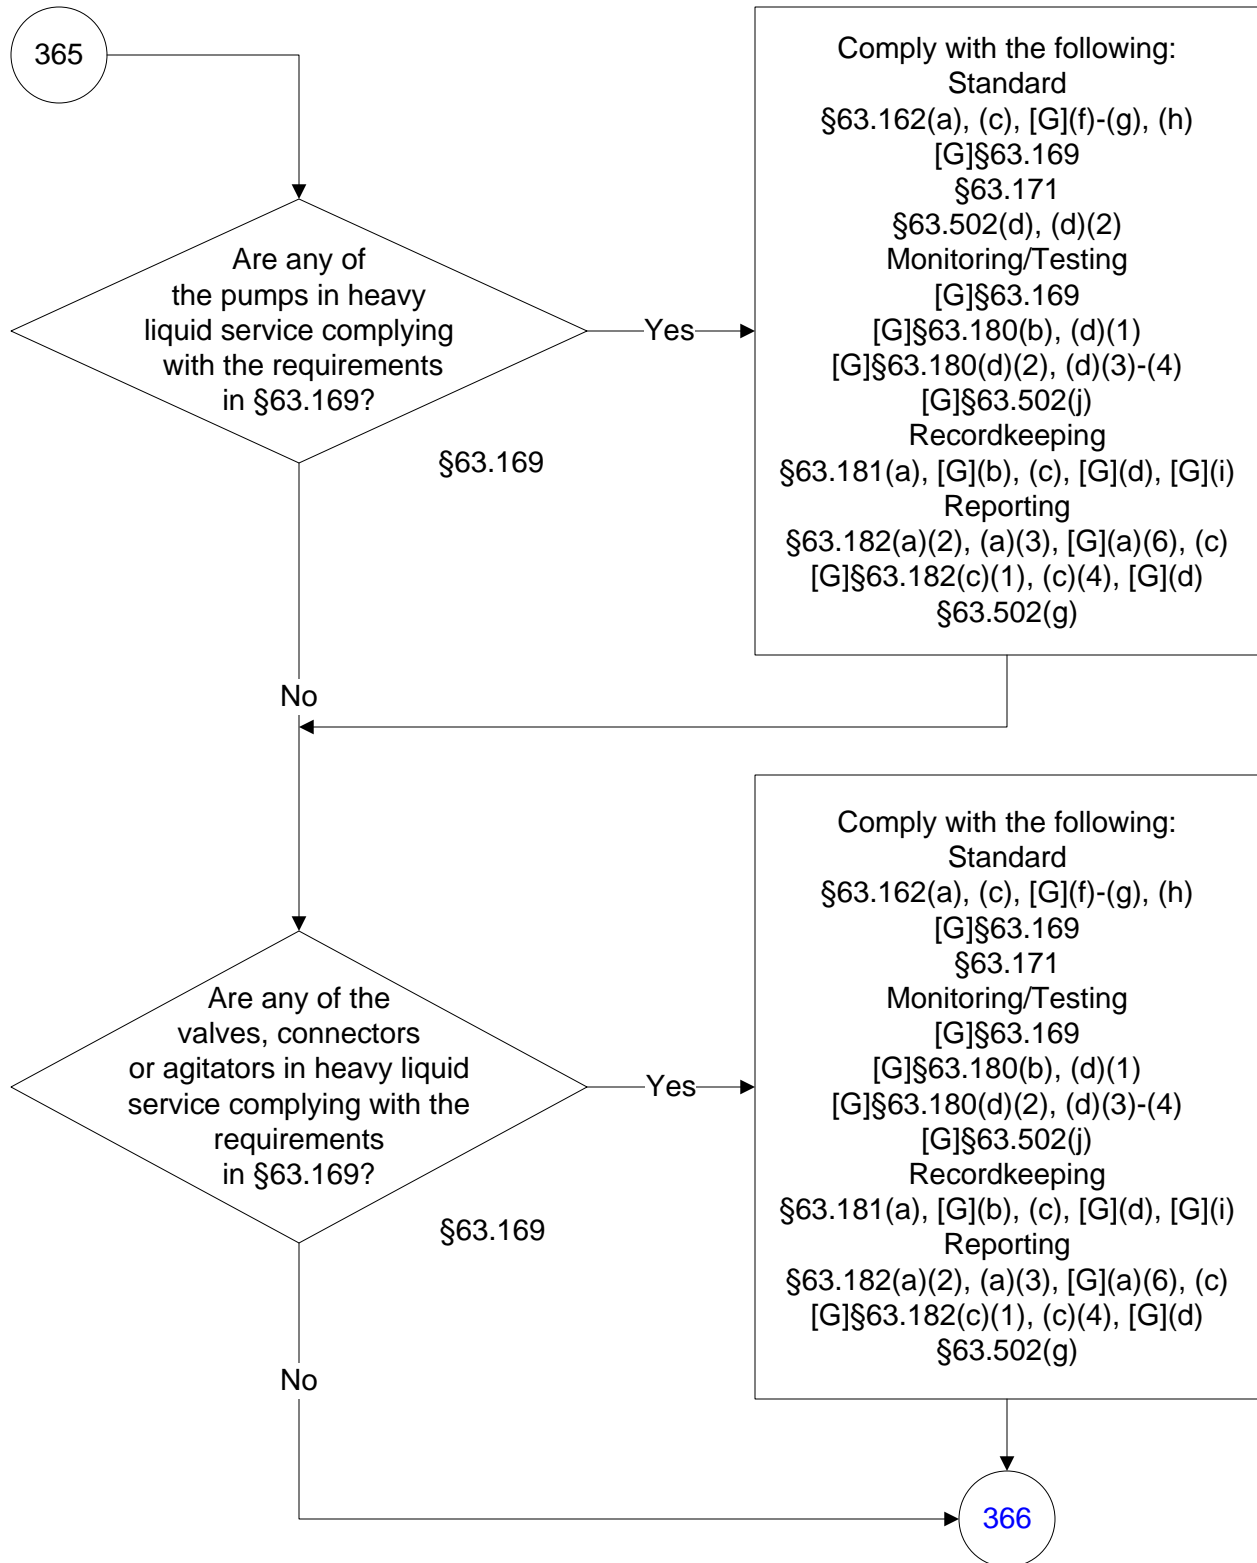 365
Comply with the following:
Standard
§63.162(a), (c), [G](f)-(g), (h)
[G]§63.169
§63.171
§63.502(d), (d)(2)
Monitoring/Testing
[G]§63.169
[G]§63.180(b), (d)(1)
[G]§63.180(d)(2), (d)(3)-(4)
[G]§63.502(j)
Recordkeeping
§63.181(a), [G](b), (c), [G](d), [G](i)
Reporting
§63.182(a)(2), (a)(3), [G](a)(6), (c)
[G]§63.182(c)(1), (c)(4), [G](d)
§63.502(g)
Are any of
the pumps in heavy
liquid service complying
with the requirements
in §63.169?
Yes
§63.169
No
Comply with the following:
Standard
§63.162(a), (c), [G](f)-(g), (h)
[G]§63.169
§63.171
Monitoring/Testing
[G]§63.169
[G]§63.180(b), (d)(1)
[G]§63.180(d)(2), (d)(3)-(4)
[G]§63.502(j)
Recordkeeping
§63.181(a), [G](b), (c), [G](d), [G](i)
Reporting
§63.182(a)(2), (a)(3), [G](a)(6), (c)
[G]§63.182(c)(1), (c)(4), [G](d)
§63.502(g)
Are any of the
valves, connectors
or agitators in heavy liquid
service complying with the
requirements
in §63.169?
Yes
§63.169
No
366